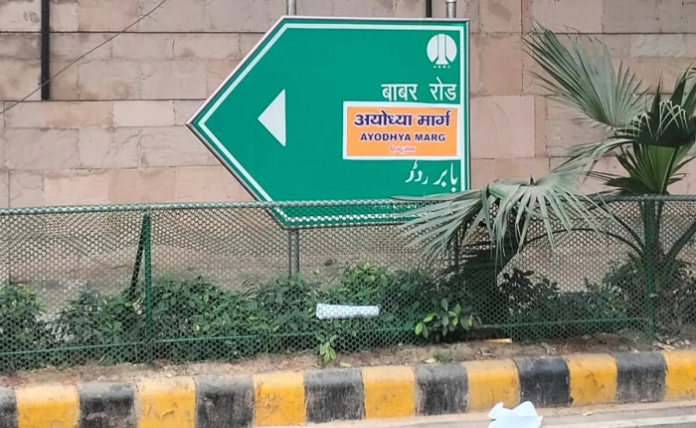 बाबर रोड
अयोध्या मार्ग
AYODHYA MARG
بابر روڈ